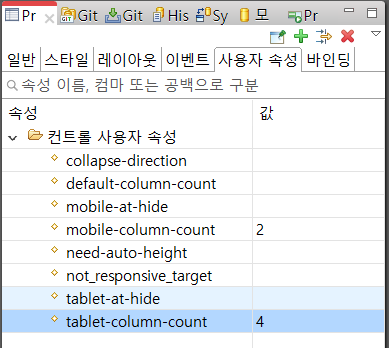 Pr Git Git His Sy 모 Pr
일반 스타일 레이아웃 이벤트 사용자 속성 바인딩
속성 이름, 컴마 또는 공백으로 구분
속성 값
컨트롤 사용자 속성
collapse-direction
default-column-count
mobile-at-hide
mobile-column-count 2
need-auto-height
not_responsive_target
tablet-at-hide
tablet-column-count 4